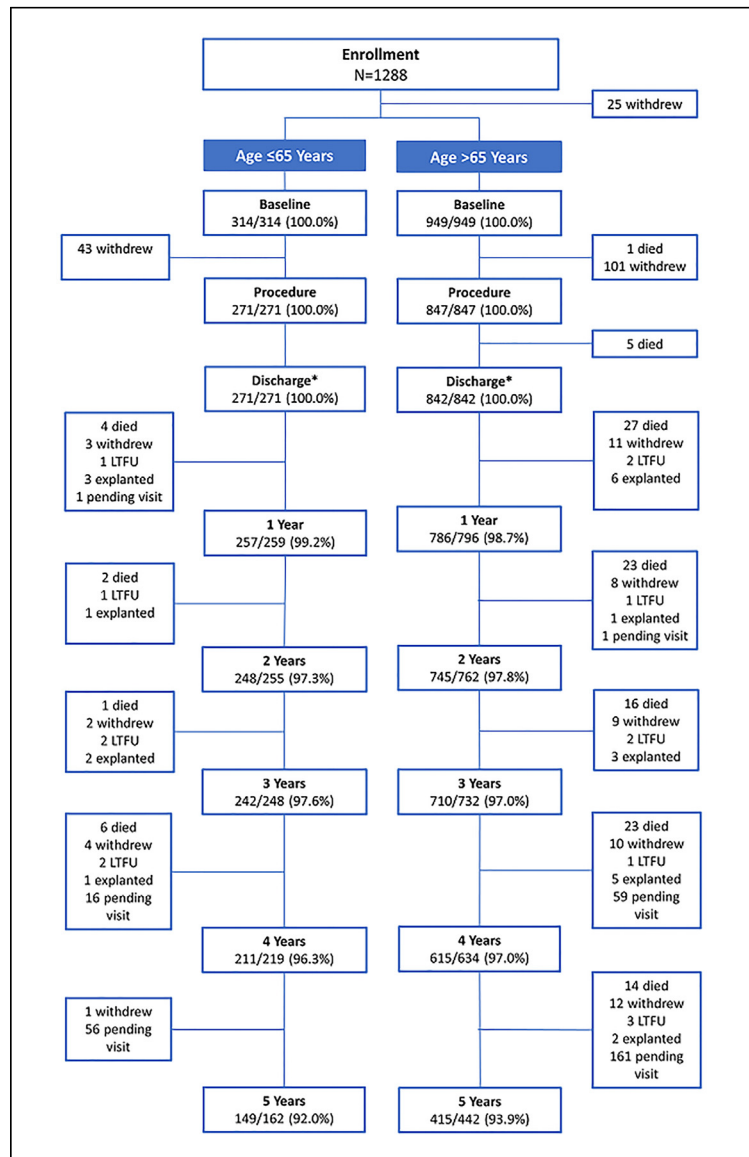 Enrollment
N=1288
25 withdrew
Age ≤65 Years
Age >65 Years
Baseline
314/314 (100.0%)
Baseline
949/949 (100.0%)
43 withdrew
1 died
101 withdrew
Procedure
271/271 (100.0%)
Procedure
847/847 (100.0%)
5 died
Discharge*
271/271 (100.0%)
Discharge*
842/842 (100.0%)
4 died
3 withdrew
1 LTFU
3 explanted
1 pending visit
27 died
11 withdrew
2 LTFU
6 explanted
1 Year
257/259 (99.2%)
1 Year
786/796 (98.7%)
2 died
1 LTFU
1 explanted
23 died
8 withdrew
1 LTFU
1 explanted
1 pending visit
2 Years
248/255 (97.3%)
2 Years
745/762 (97.8%)
1 died
2 withdrew
2 LTFU
2 explanted
16 died
9 withdrew
2 LTFU
3 explanted
3 Years
242/248 (97.6%)
3 Years
710/732 (97.0%)
6 died
4 withdrew
2 LTFU
1 explanted
16 pending
visit
23 died
10 withdrew
1 LTFU
5 explanted
59 pending
visit
4 Years
211/219 (96.3%)
4 Years
615/634 (97.0%)
1 withdrew
56 pending
visit
14 died
12 withdrew
3 LTFU
2 explanted
161 pending
visit
5 Years
149/162 (92.0%)
5 Years
415/442 (93.9%)